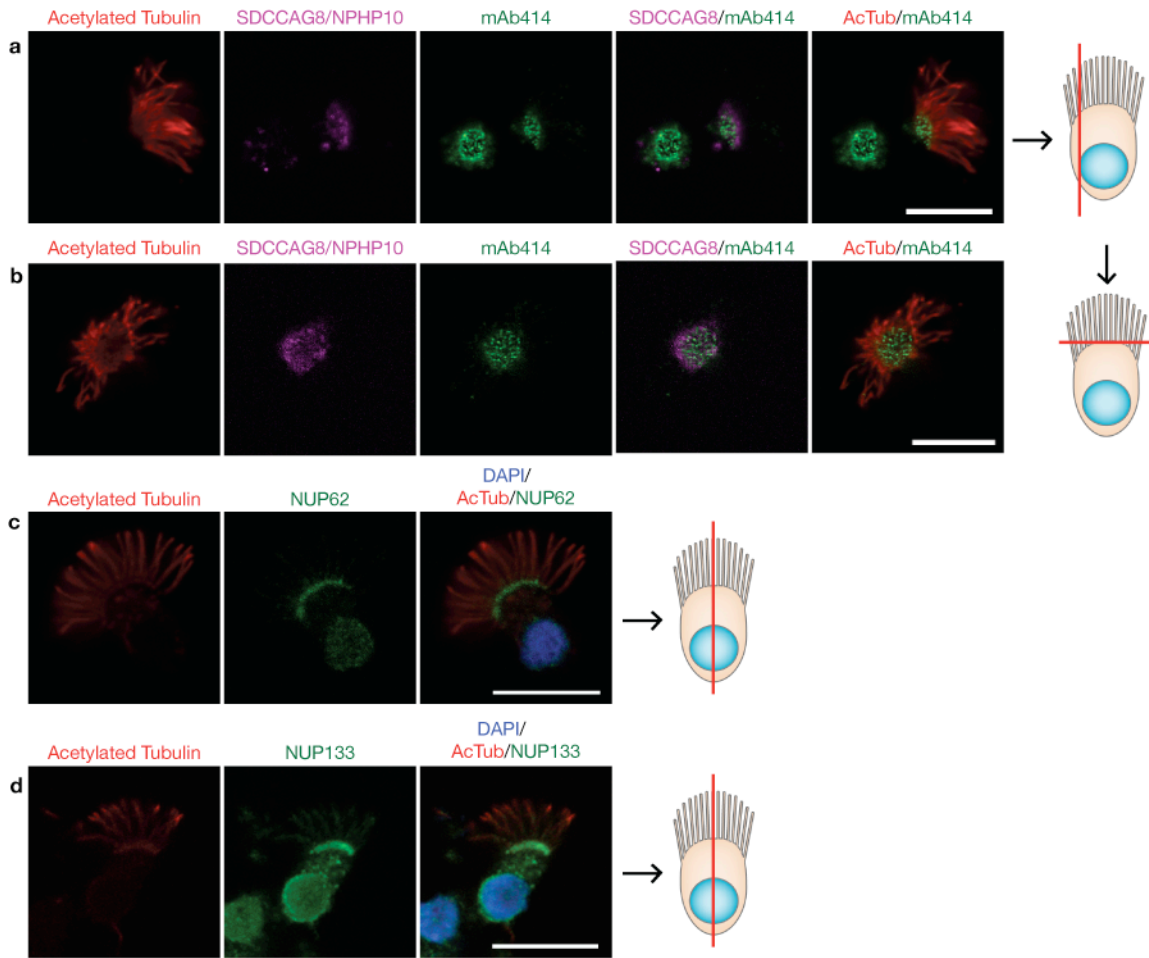 Acetylated Tubulin SDCCAG8/NPHP10 mAb414 SDCCAG8/mAb414 AcTub/mAb414
a
Acetylated Tubulin SDCCAG8/NPHP10 mAb414 SDCCAG8/mAb414 AcTub/mAb414
b
DAPI/
Acetylated Tubulin NUP62 AcTub/NUP62
c
DAPI/
Acetylated Tubulin NUP133 AcTub/NUP133
d